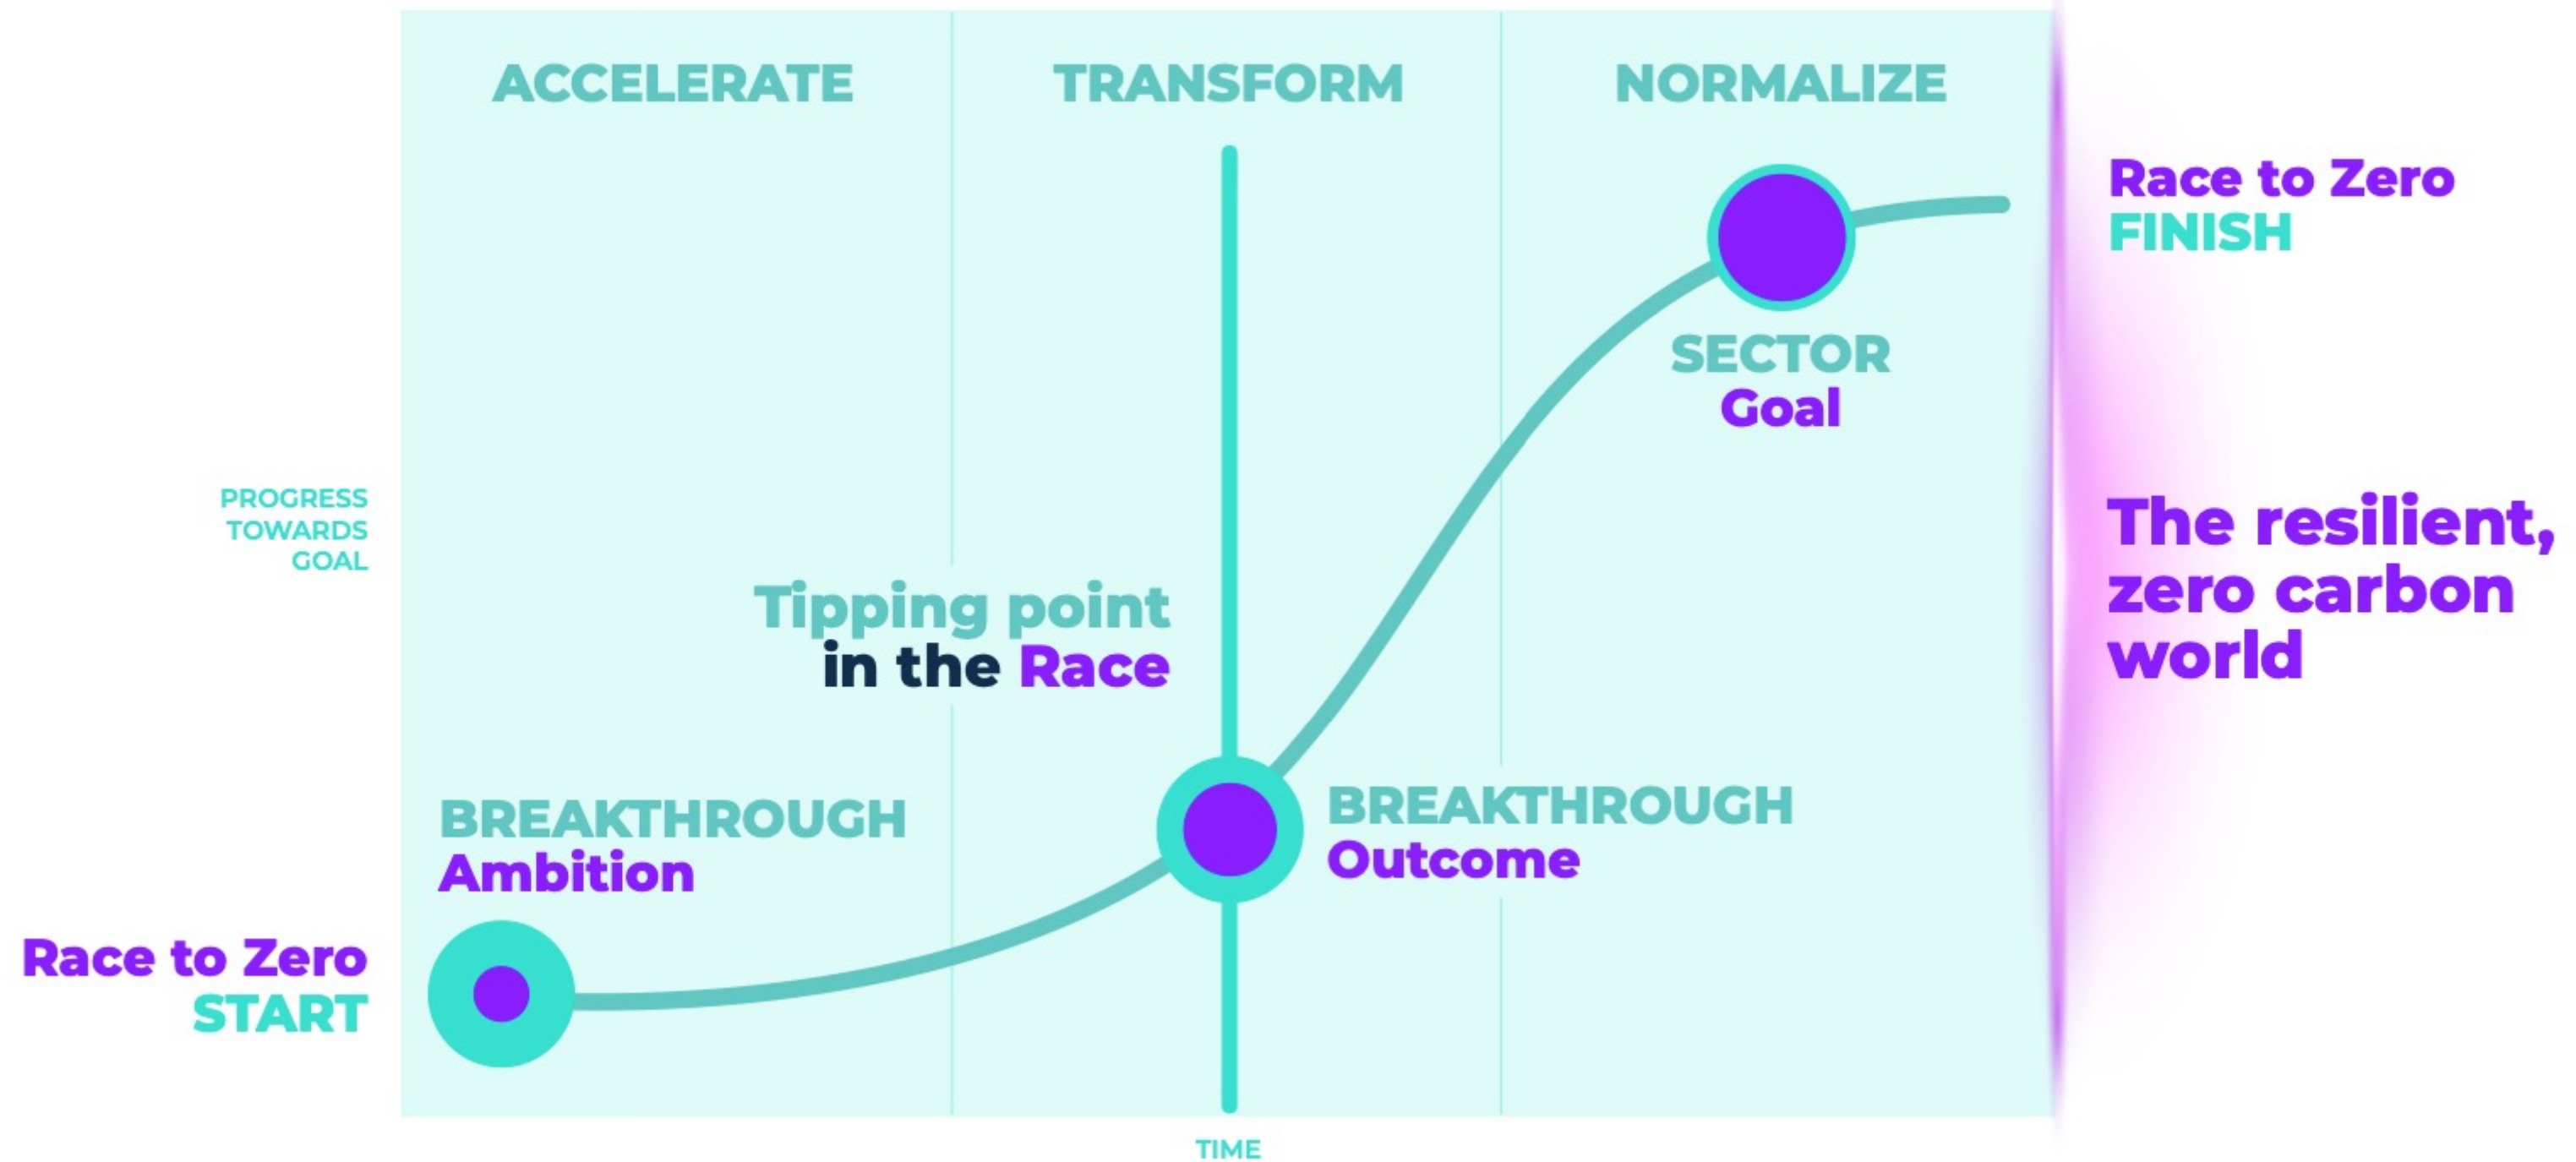 ACCELERATE
TRANSFORM
NORMALIZE
Race to Zero
FINISH
SECTOR
Goal
PROGRESS
TOWARDS
GOAL
The resilient,
zero carbon
world
Tipping point
in the Race
BREAKTHROUGH
Ambition
BREAKTHROUGH
Outcome
Race to Zero
START
TIME